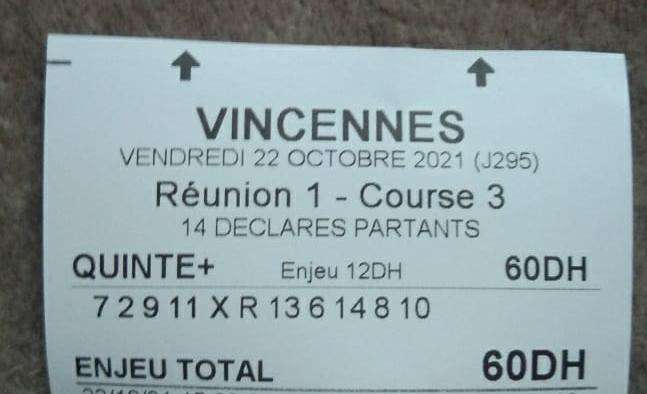 VINCENNES
VENDREDI 22 OCTOBRE 2021 (J295)
Réunion 1 - Course 3
14 DECLARES PARTANTS
QUINTE+ Enjeu 12DH 60DH
7 2 9 11 X R 13 6 14 8 10
ENJEU TOTAL 60DH